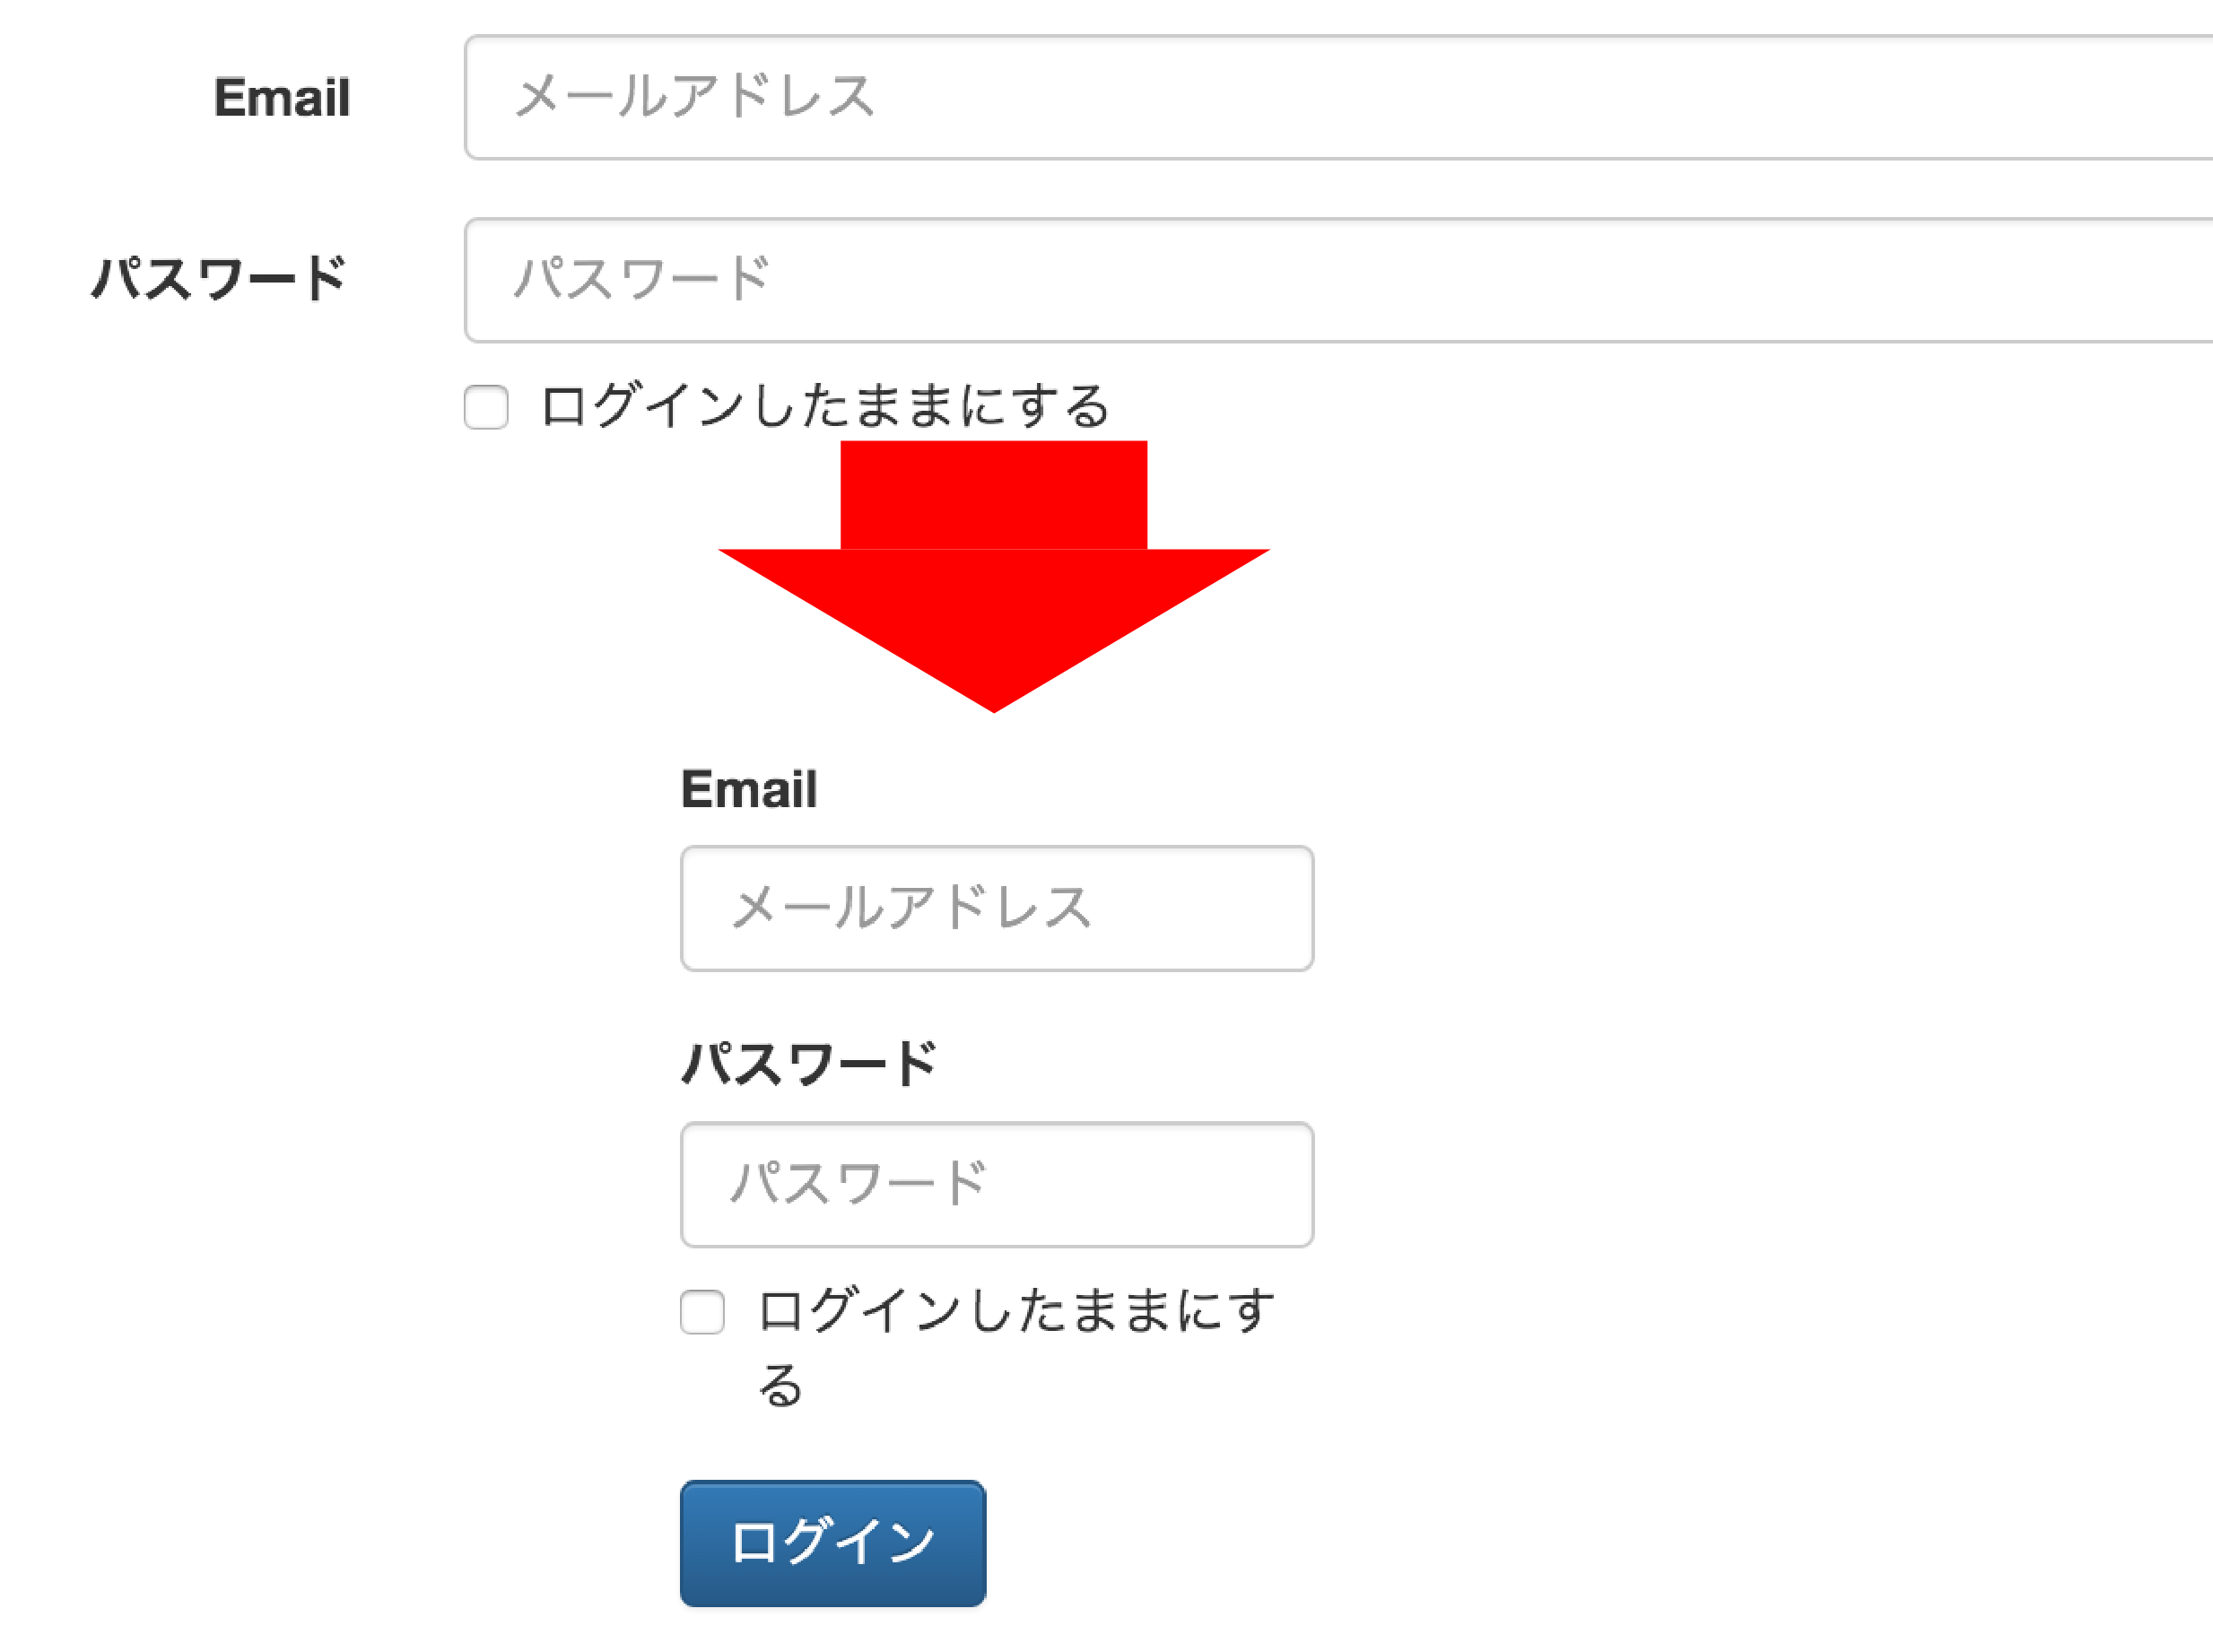 Email
メールアドレス
パスワード
パスワード
ログインしたままにする
Email
メールアドレス
パスワード
パスワード
ログインしたままにす
る
ログイン